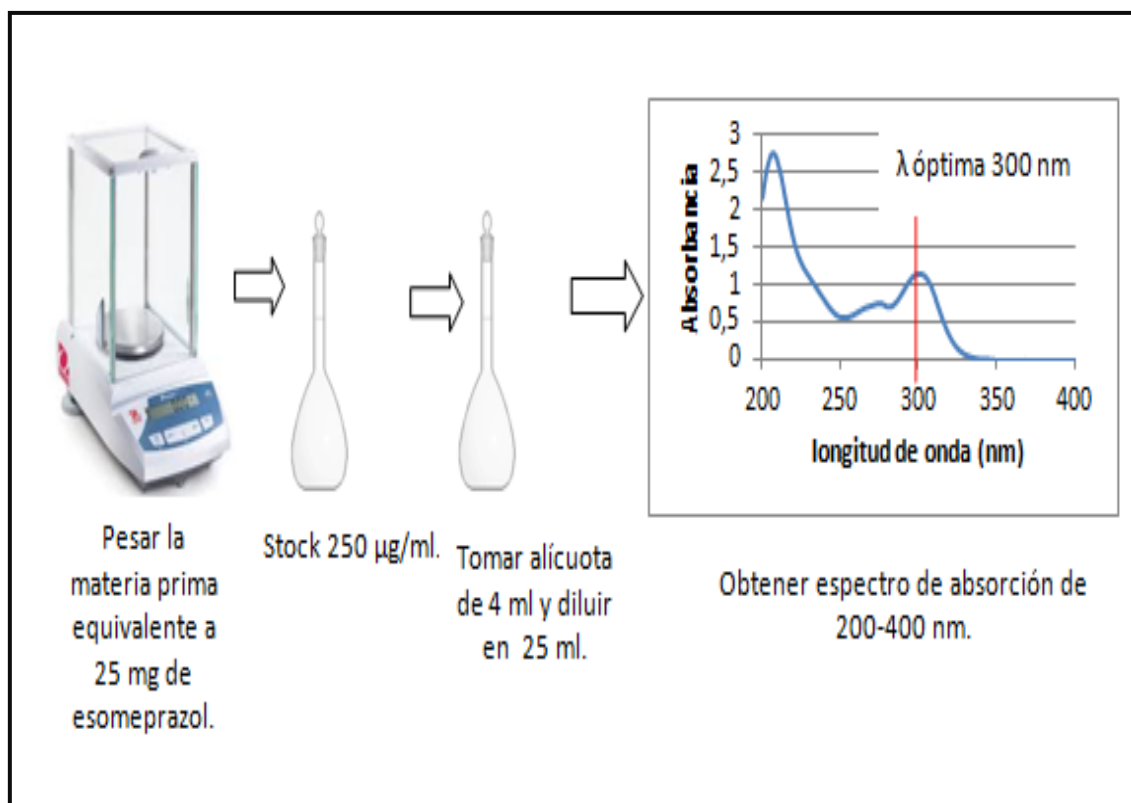 3
2,5
2
1,5
1
0,5
0
Absorbancia
λ óptima 300 nm
200 250 300 350 400
longitud de onda (nm)
Pesar la
materia prima
equivalente a
25 mg de
esomeprazol.
Stock 250 µg/ml.
Tomar alícuota
de 4 ml y diluir
en 25 ml.
Obtener espectro de absorción de
200-400 nm.